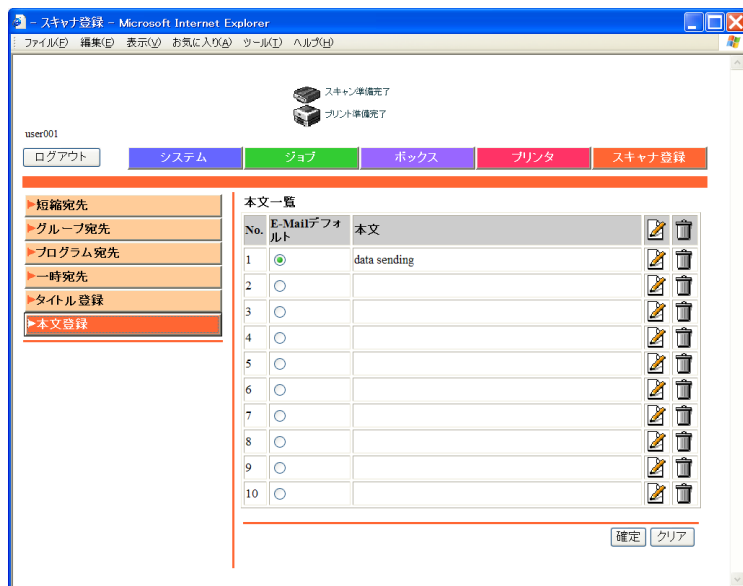 - スキャナ登録 - Microsoft Internet Explorer
ファイル(F) 編集(E) 表示(V) お気に入り(A) ツール(T) ヘルプ(H)
スキャン準備完了
プリント準備完了
user001
ログアウト システム ジョブ ボックス プリンタ スキャナ登録
短縮宛先
グループ宛先
プログラム宛先
一時宛先
タイトル登録
本文登録
本文一覧
No. E-Mailデフォ 本文
ルト
1 data sending
2
3
4
5
6
7
8
9
10
確定 クリア